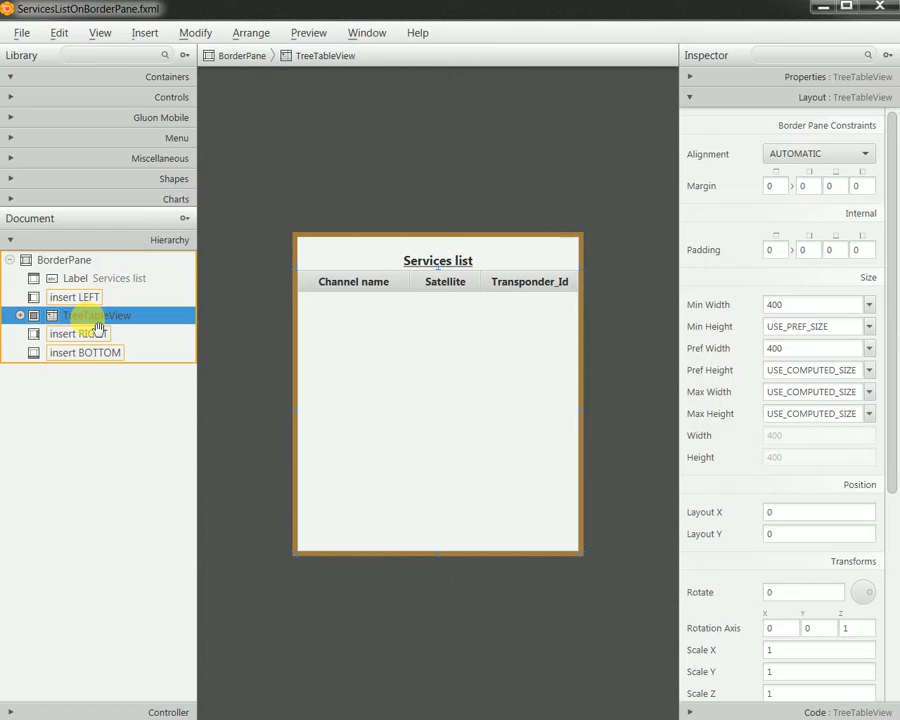 ServicesListOnBorderPane.fxml
File Edit View Insert Modify Arrange Preview Window Help
Library
Containers
Controls
Gluon Mobile
Menu
Miscellaneous
Shapes
Charts
Document
Hierarchy
BorderPane
Label Services list
insert LEFT
TreeTableView
insert RIGHT
insert BOTTOM
Controller
BorderPane TreeTableView
Services list
Channel name Satellite Transponder_Id
Inspector
Properties : TreeTableView
Layout : TreeTableView
Border Pane Constraints
Alignment AUTOMATIC
Margin 0 0 0 0
Internal
Padding 0 0 0 0
Size
Min Width 400
Min Height USE_PREF_SIZE
Pref Width 400
Pref Height USE_COMPUTED_SIZE
Max Width USE_COMPUTED_SIZE
Max Height USE_COMPUTED_SIZE
Width 400
Height 400
Position
Layout X 0
Layout Y 0
Transforms
Rotate 0
X Y Z
Rotation Axis 0 0 1
Scale X 1
Scale Y 1
Scale Z 1
Code : TreeTableView